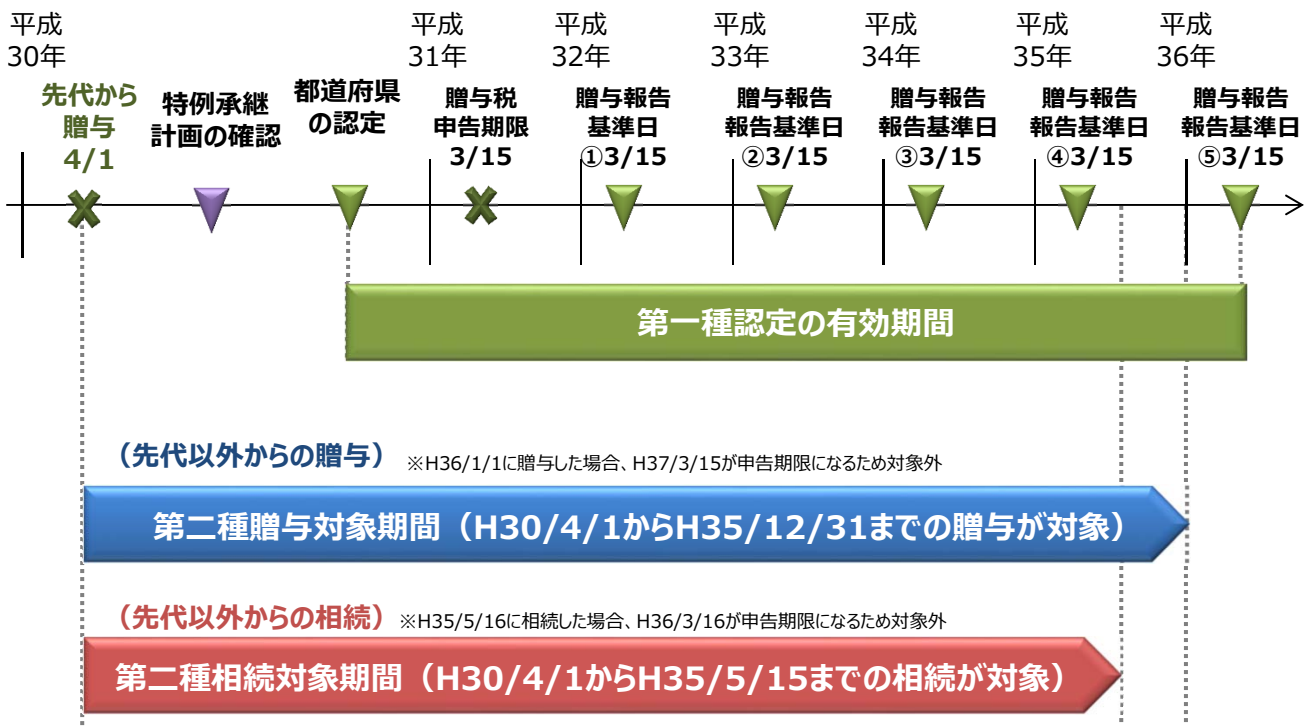 平成
30年
平成
31年
平成
32年
平成
33年
平成
34年
平成
35年
平成
36年
先代から
贈与
4/1
特例承継
計画の確認
都道府県
の認定
贈与税
申告期限
3/15
贈与報告
基準日
①3/15
贈与報告
報告基準日
②3/15
贈与報告
報告基準日
③3/15
贈与報告
報告基準日
④3/15
贈与報告
報告基準日
⑤3/15
第一種認定の有効期間
（先代以外からの贈与） ※H36/1/1に贈与した場合、H37/3/15が申告期限になるため対象外
第二種贈与対象期間（H30/4/1からH35/12/31までの贈与が対象）
（先代以外からの相続） ※H35/5/16に相続した場合、H36/3/16が申告期限になるため対象外
第二種相続対象期間（H30/4/1からH35/5/15までの相続が対象）